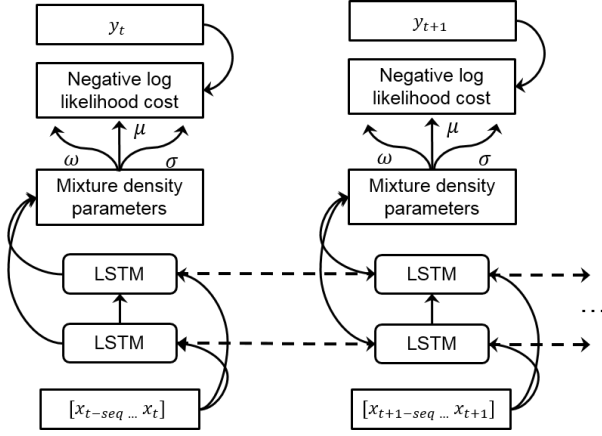 y_t
Negative log
likelihood cost
ω
μ
σ
Mixture density
parameters
LSTM
LSTM
[x_{t−seq} ... x_t]
y_{t+1}
Negative log
likelihood cost
ω
μ
σ
Mixture density
parameters
LSTM
LSTM
[x_{t+1−seq} ... x_{t+1}]
...